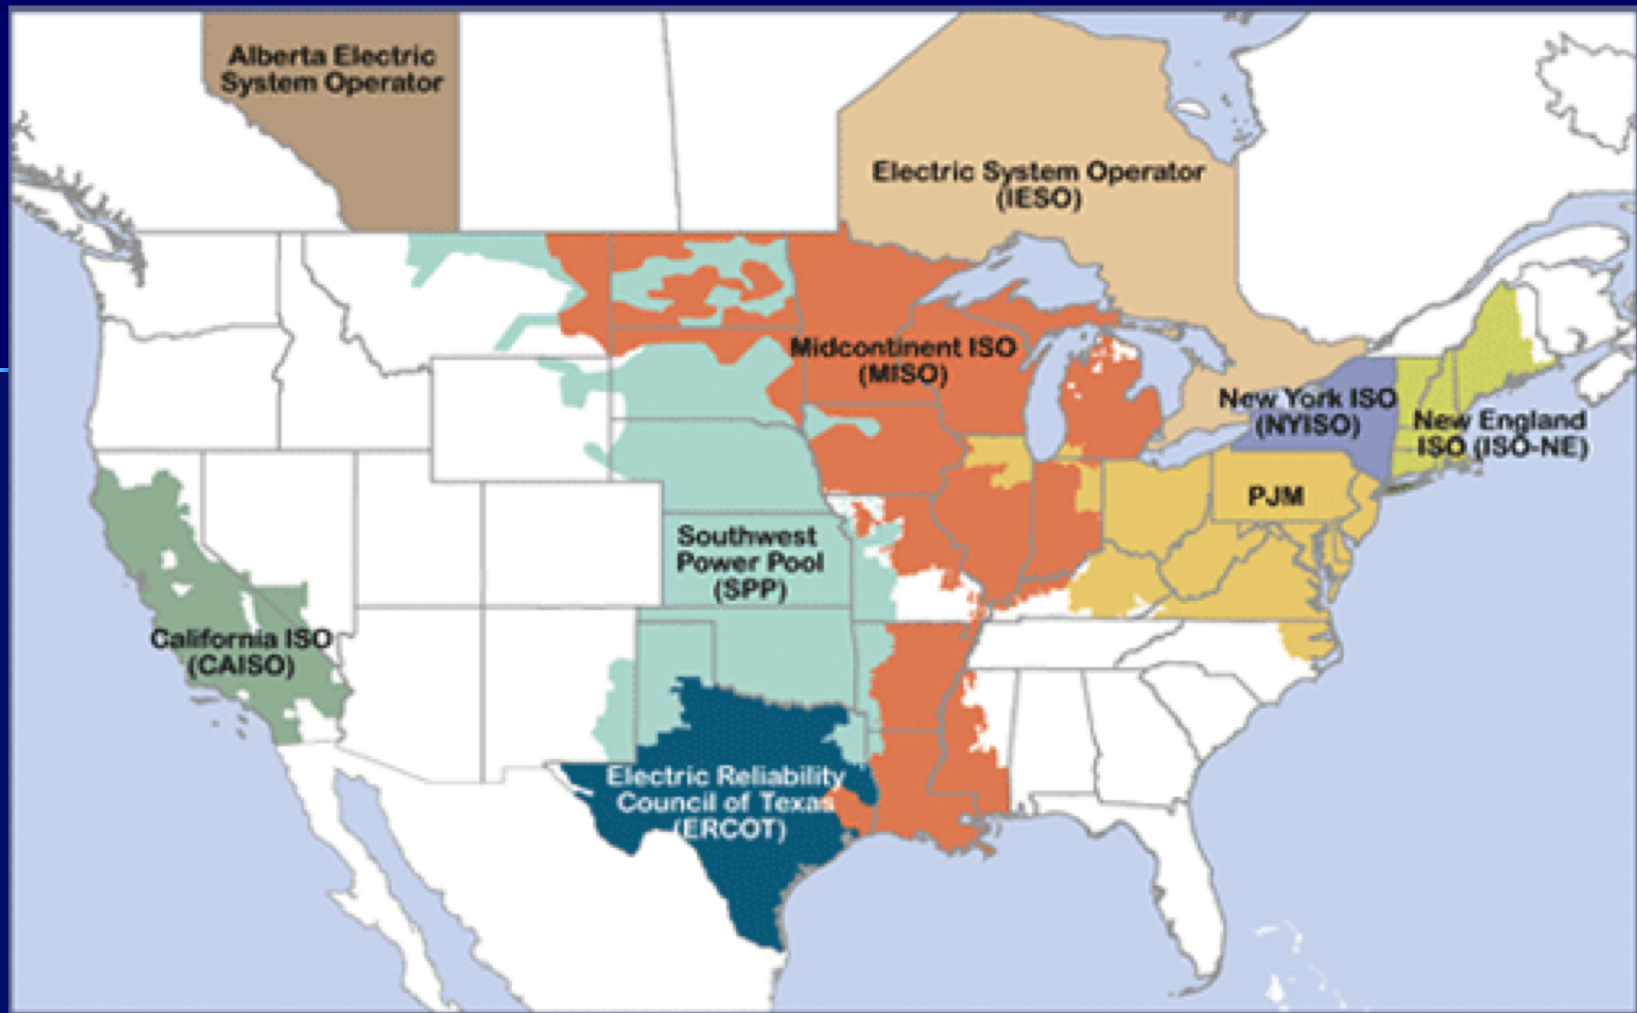 Alberta Electric
System Operator
Electric System Operator
(IESO)
Midcontinent ISO
(MISO)
New York ISO
(NYISO)
New England
ISO (ISO-NE)
PJM
Southwest
Power Pool
(SPP)
California ISO
(CAISO)
Electric Reliability
Council of Texas
(ERCOT)